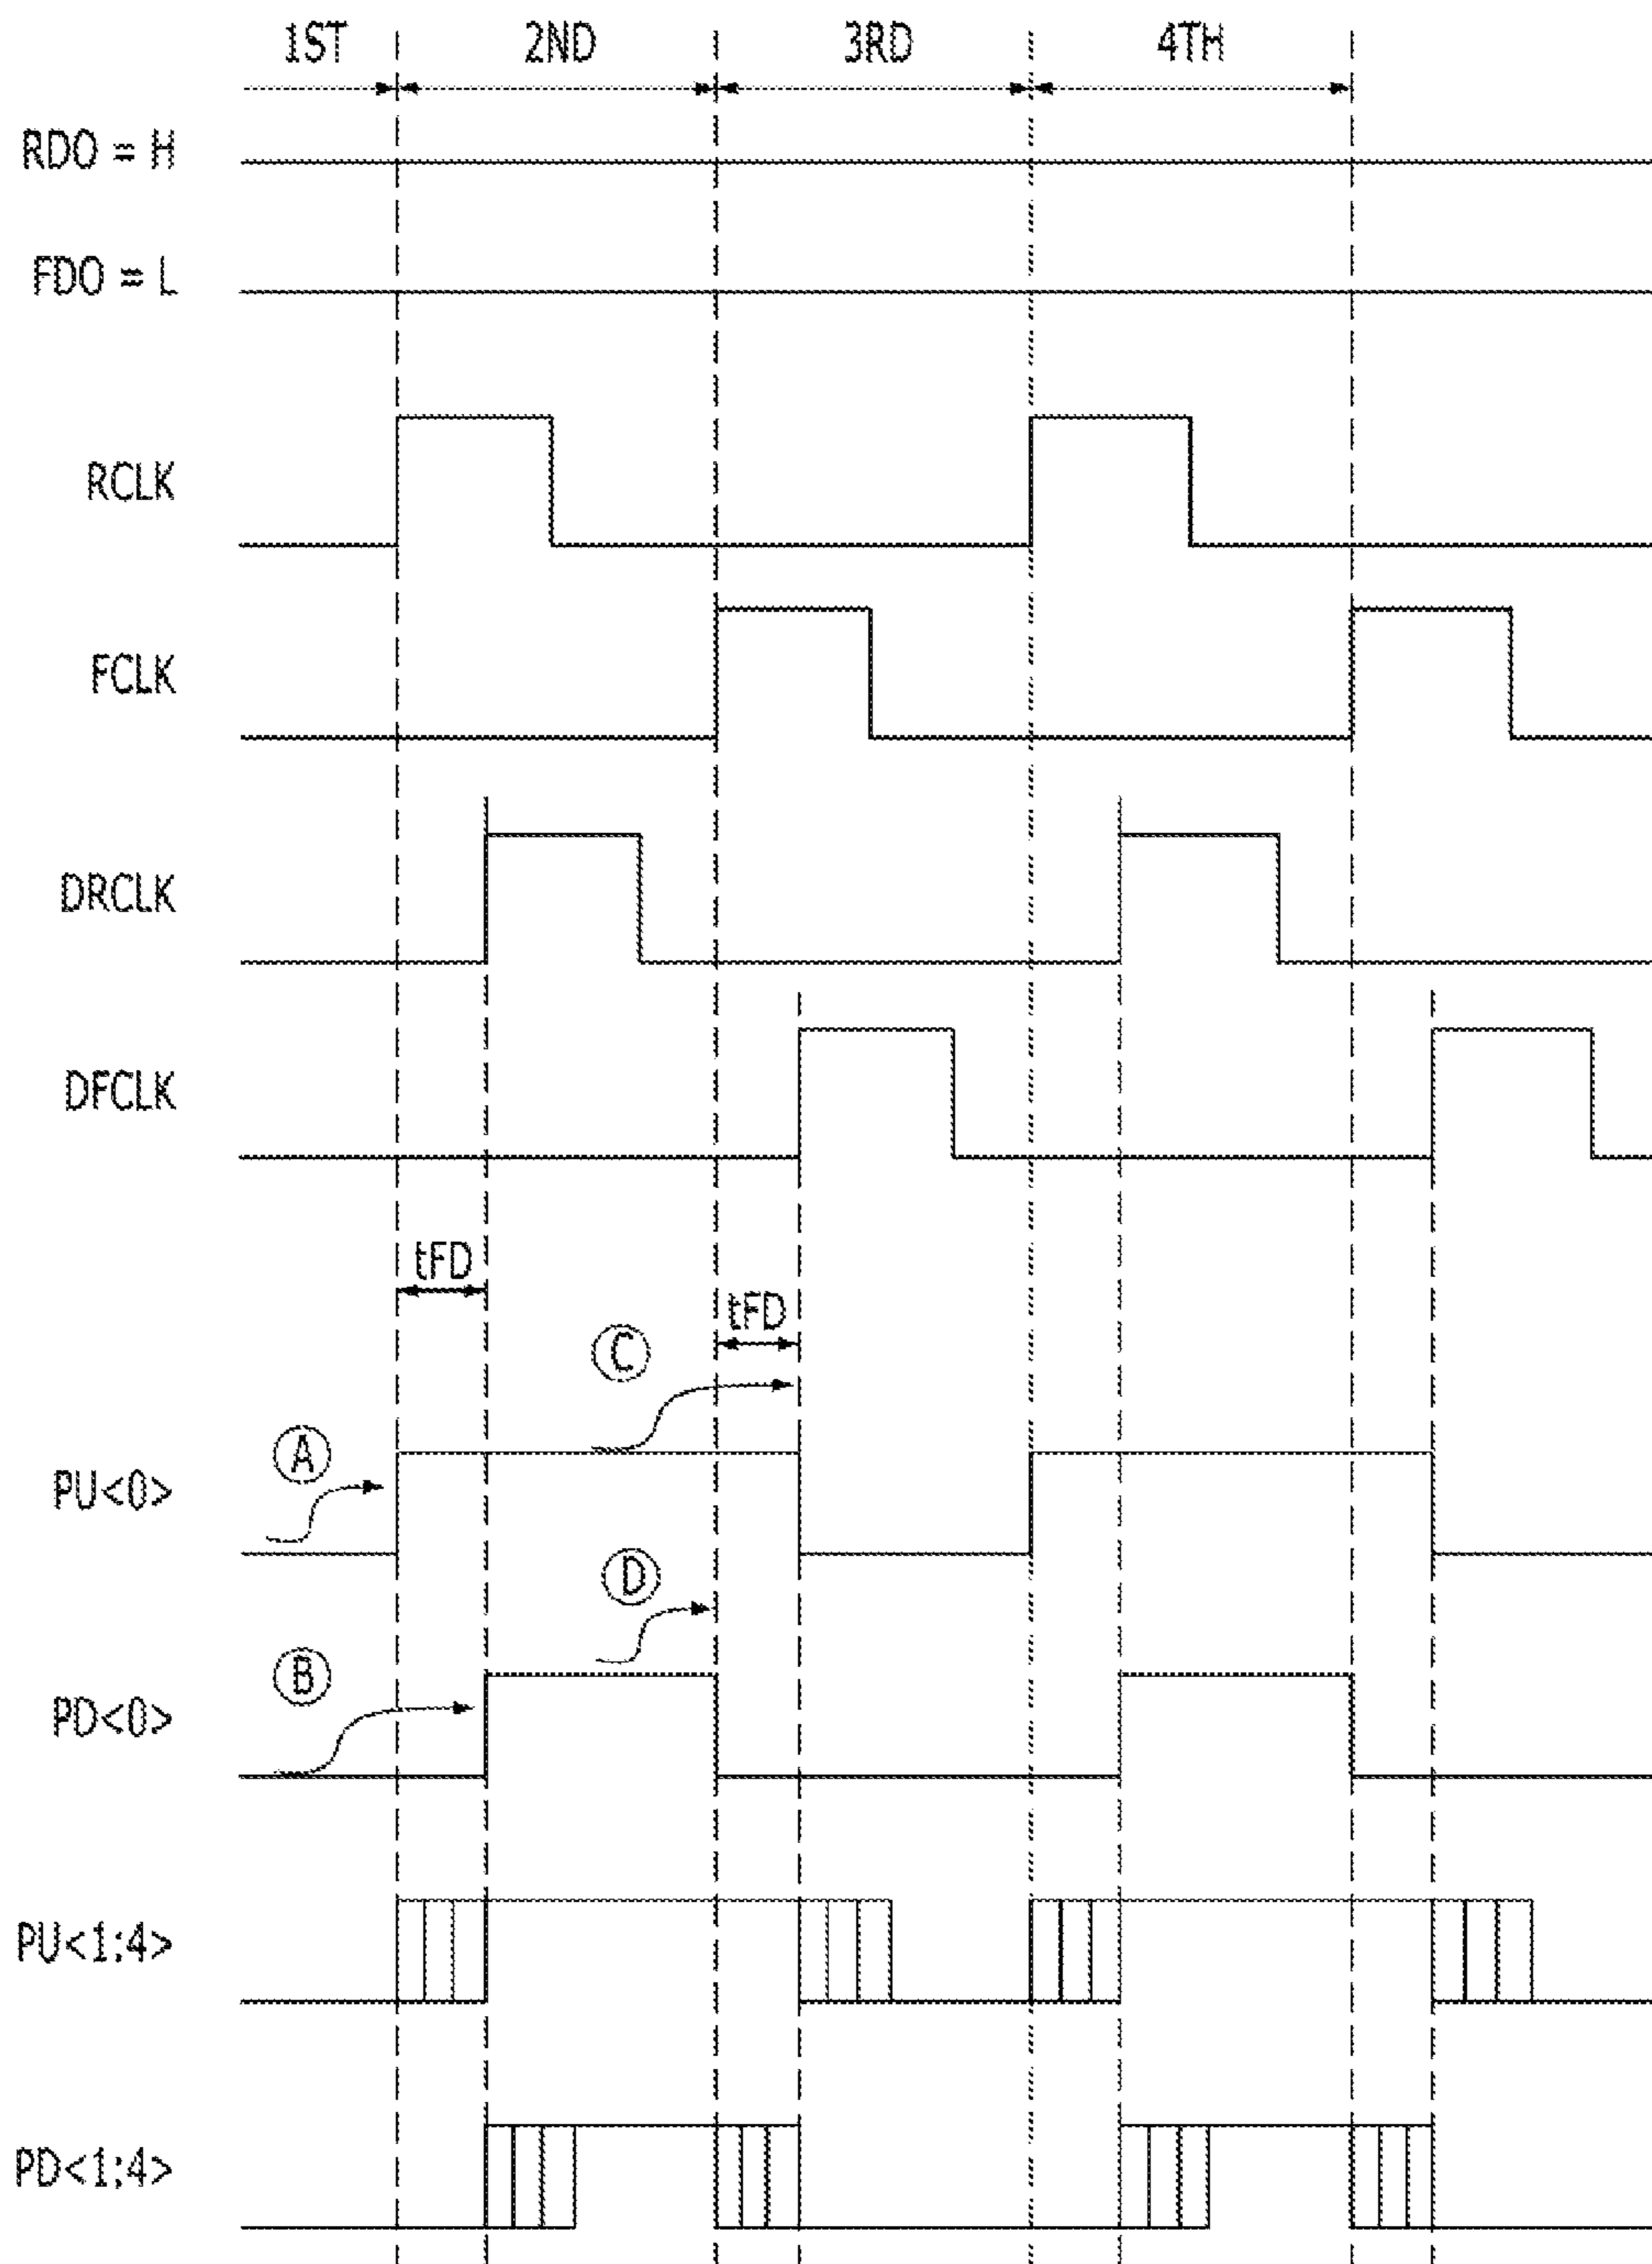 1ST 2ND 3RD 4TH
RDO = H
FDO = L
RCLK
FCLK
DRCLK
DFCLK
tFD
tFD
C
A
PU<0>
D
B
PD<0>
PU<1:4>
PD<1:4>